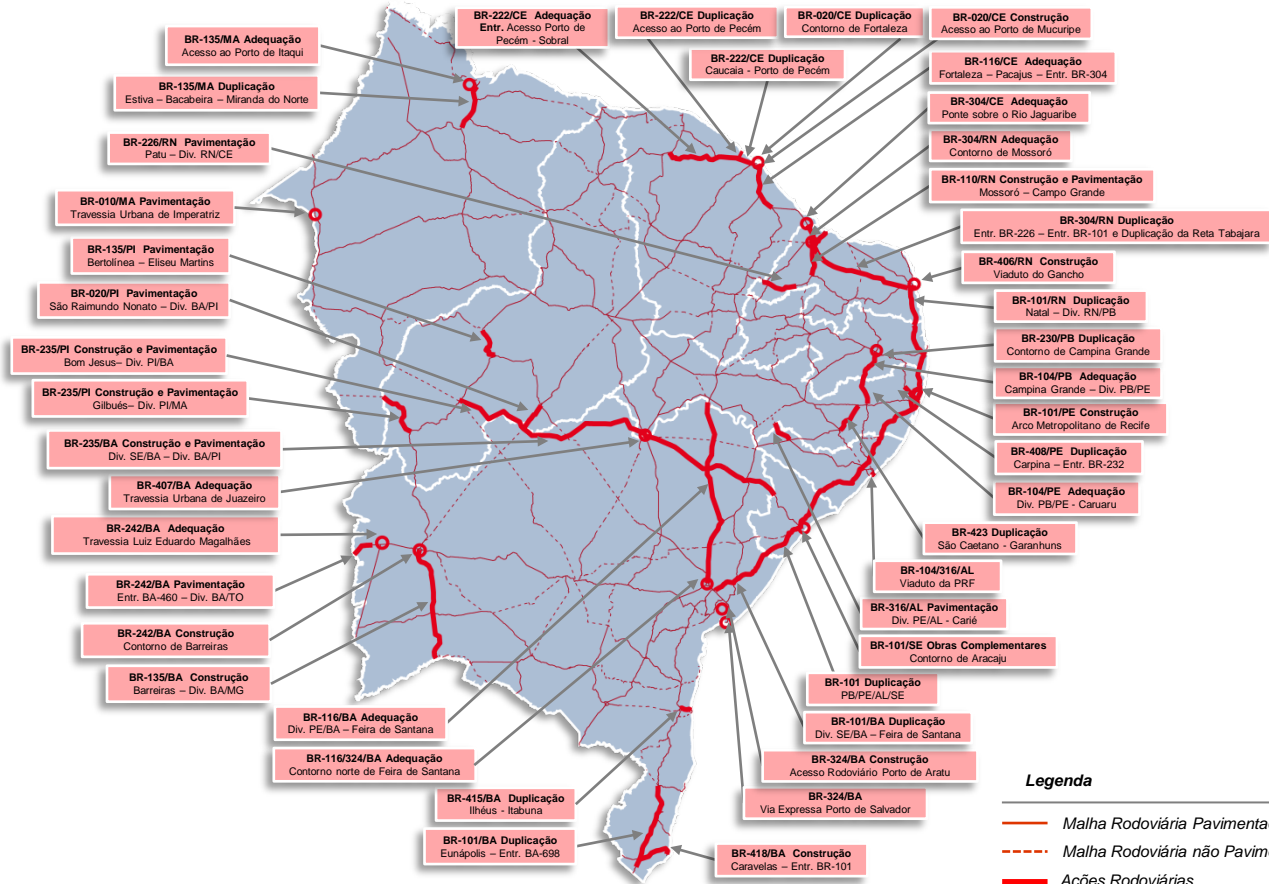 BR-135/MA Adequação
Acesso ao Porto de Itaqui
BR-135/MA Duplicação
Estiva – Bacabeira – Miranda do Norte
BR-226/RN Pavimentação
Patu – Div. RN/CE
BR-010/MA Pavimentação
Travessia Urbana de Imperatriz
BR-135/PI Pavimentação
Bertolínea – Eliseu Martins
BR-020/PI Pavimentação
São Raimundo Nonato – Div. BA/PI
BR-235/PI Construção e Pavimentação
Bom Jesus– Div. PI/BA
BR-235/PI Construção e Pavimentação
Gilbués– Div. PI/MA
BR-235/BA Construção e Pavimentação
Div. SE/BA – Div. BA/PI
BR-407/BA Adequação
Travessia Urbana de Juazeiro
BR-242/BA Adequação
Travessia Luiz Eduardo Magalhães
BR-242/BA Pavimentação
Entr. BA-460 – Div. BA/TO
BR-242/BA Construção
Contorno de Barreiras
BR-135/BA Construção
Barreiras – Div. BA/MG
BR-116/BA Adequação
Div. PE/BA – Feira de Santana
BR-116/324/BA Adequação
Contorno norte de Feira de Santana
BR-415/BA Duplicação
Ilhéus - Itabuna
BR-101/BA Duplicação
Eunápolis – Entr. BA-698
BR-222/CE Adequação
Entr. Acesso Porto de
Pecém - Sobral
BR-222/CE Duplicação
Acesso ao Porto de Pecém
BR-222/CE Duplicação
Caucaia - Porto de Pecém
BR-020/CE Duplicação
Contorno de Fortaleza
BR-020/CE Construção
Acesso ao Porto de Mucuripe
BR-116/CE Adequação
Fortaleza – Pacajus – Entr. BR-304
BR-304/CE Adequação
Ponte sobre o Rio Jaguaribe
BR-304/RN Adequação
Contorno de Mossoró
BR-110/RN Construção e Pavimentação
Mossoró – Campo Grande
BR-304/RN Duplicação
Entr. BR-226 – Entr. BR-101 e Duplicação da Reta Tabajara
BR-406/RN Construção
Viaduto do Gancho
BR-101/RN Duplicação
Natal – Div. RN/PB
BR-230/PB Duplicação
Contorno de Campina Grande
BR-104/PB Adequação
Campina Grande – Div. PB/PE
BR-101/PE Construção
Arco Metropolitano de Recife
BR-408/PE Duplicação
Carpina – Entr. BR-232
BR-104/PE Adequação
Div. PB/PE - Caruaru
BR-423 Duplicação
São Caetano - Garanhuns
BR-104/316/AL
Viaduto da PRF
BR-316/AL Pavimentação
Div. PE/AL - Carié
BR-101/SE Obras Complementares
Contorno de Aracaju
BR-101 Duplicação
PB/PE/AL/SE
BR-101/BA Duplicação
Div. SE/BA – Feira de Santana
BR-324/BA Construção
Acesso Rodoviário Porto de Aratu
BR-324/BA
Via Expressa Porto de Salvador
BR-418/BA Construção
Caravelas – Entr. BR-101
Legenda
Malha Rodoviária Pavimenta
Malha Rodoviária não Pavime
Ações Rodoviárias